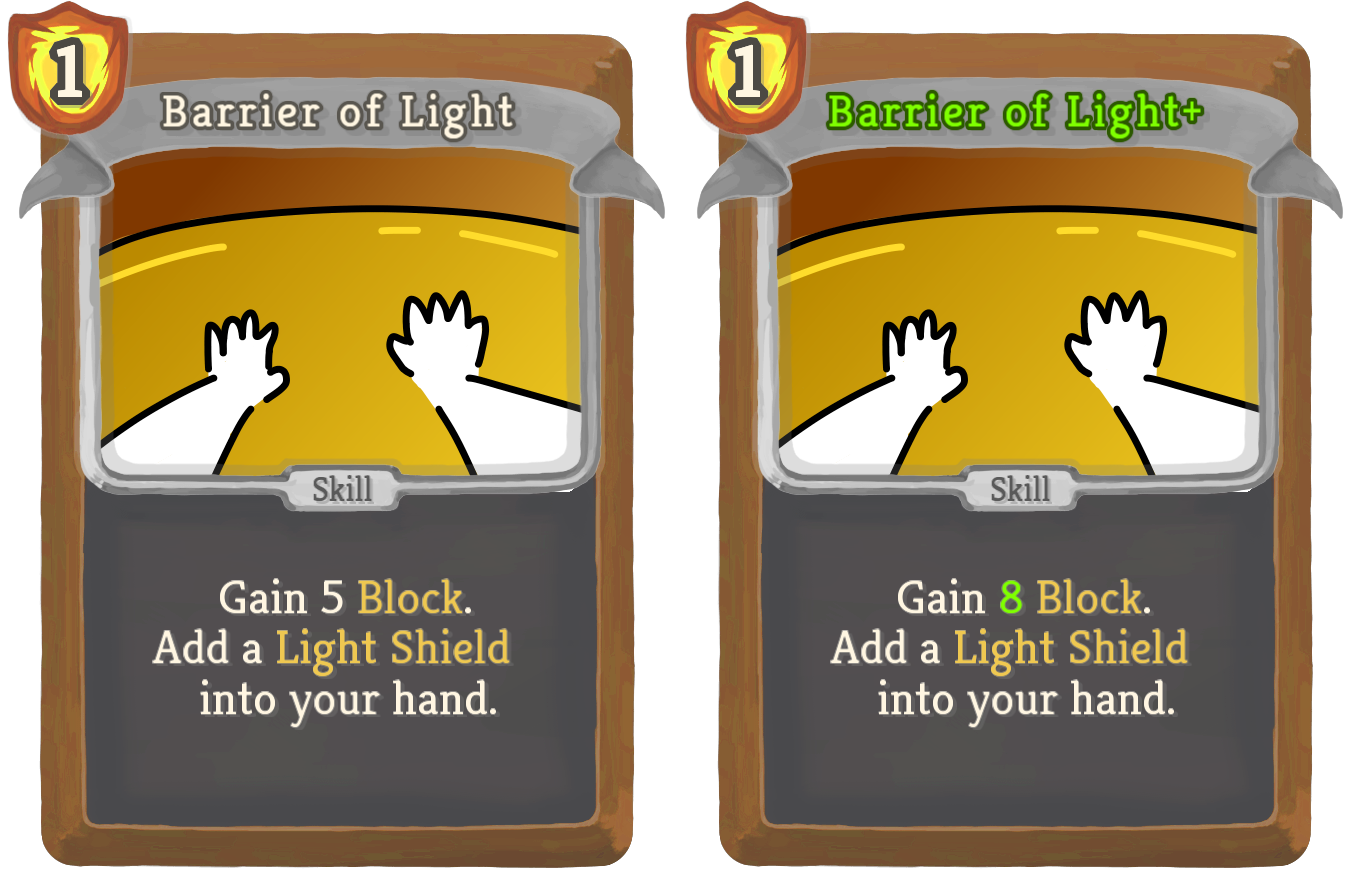 1
Barrier of Light
Skill
Gain 5 Block.
Add a Light Shield
into your hand.
1
Barrier of Light+
Skill
Gain 8 Block.
Add a Light Shield
into your hand.